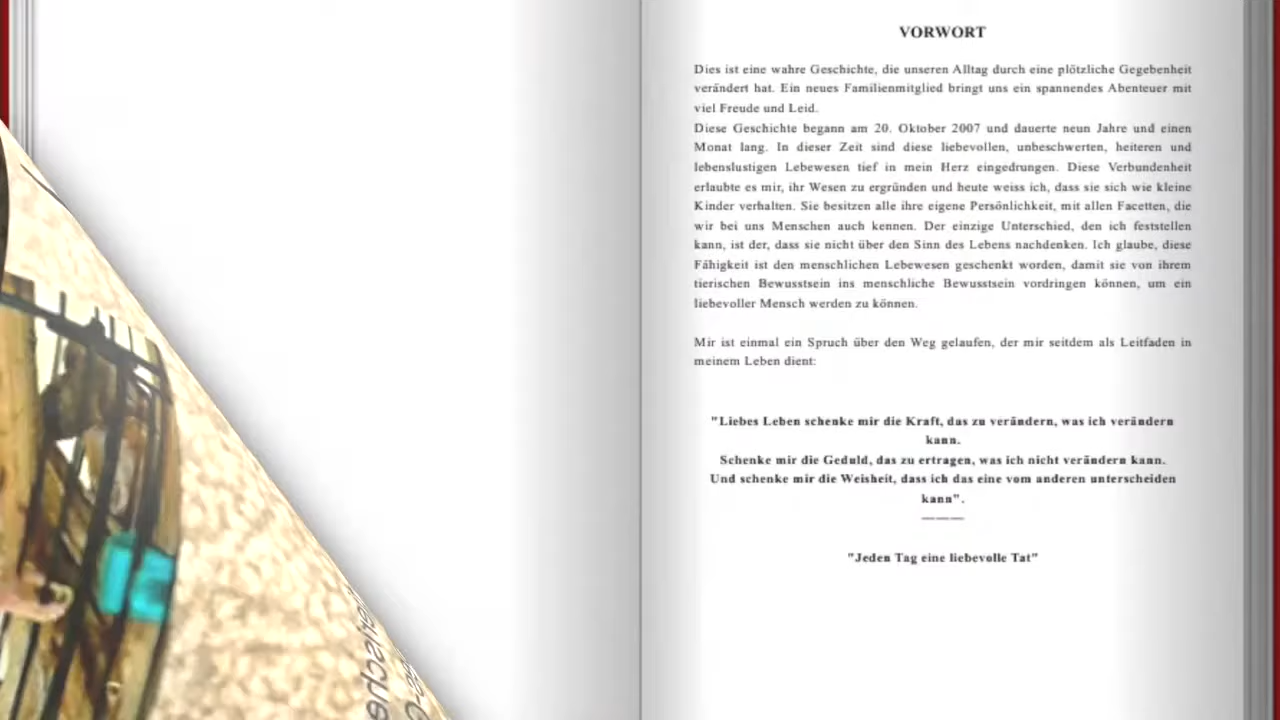 VORWORT
Dies ist eine wahre Geschichte, die unseren Alltag durch eine plötzliche Gegebenheit
verändert hat. Ein neues Familienmitglied bringt uns ein spannendes Abenteuer mit
viel Freude und Leid.
Diese Geschichte begann am 20. Oktober 2007 und dauerte neun Jahre und einen
Monat lang. In dieser Zeit sind diese liebevollen, unbeschwerten, heiteren und
lebenslustigen Lebewesen tief in mein Herz eingedrungen. Diese Verbundenheit
erlaubte es mir, ihr Wesen zu ergründen und heute weiss ich, dass sie sich wie kleine
Kinder verhalten. Sie besitzen alle ihre eigene Persönlichkeit, mit allen Facetten, die
wir bei uns Menschen auch kennen. Der einzige Unterschied, den ich feststellen
kann, ist der, dass sie nicht über den Sinn des Lebens nachdenken. Ich glaube, diese
Fähigkeit ist den menschlichen Lebewesen geschenkt worden, damit sie von ihrem
tierischen Bewusstsein ins menschliche Bewusstsein vordringen können, um ein
liebevoller Mensch werden zu können.
Mir ist einmal ein Spruch über den Weg gelaufen, der mir seitdem als Leitfaden in
meinem Leben dient:
"Liebes Leben schenke mir die Kraft, das zu verändern, was ich verändern
kann.
Schenke mir die Geduld, das zu ertragen, was ich nicht verändern kann.
Und schenke mir die Weisheit, dass ich das eine vom anderen unterscheiden
kann".
"Jeden Tag eine liebevolle Tat"